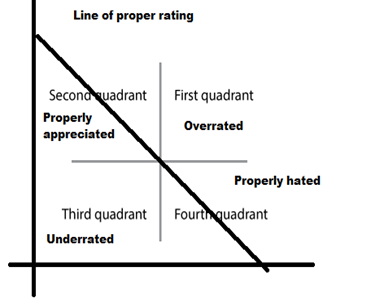 Line of proper rating
Second quadrant
First quadrant
Properly
appreciated
Overrated
Properly hated
Third quadrant
Fourth quadrant
Underrated